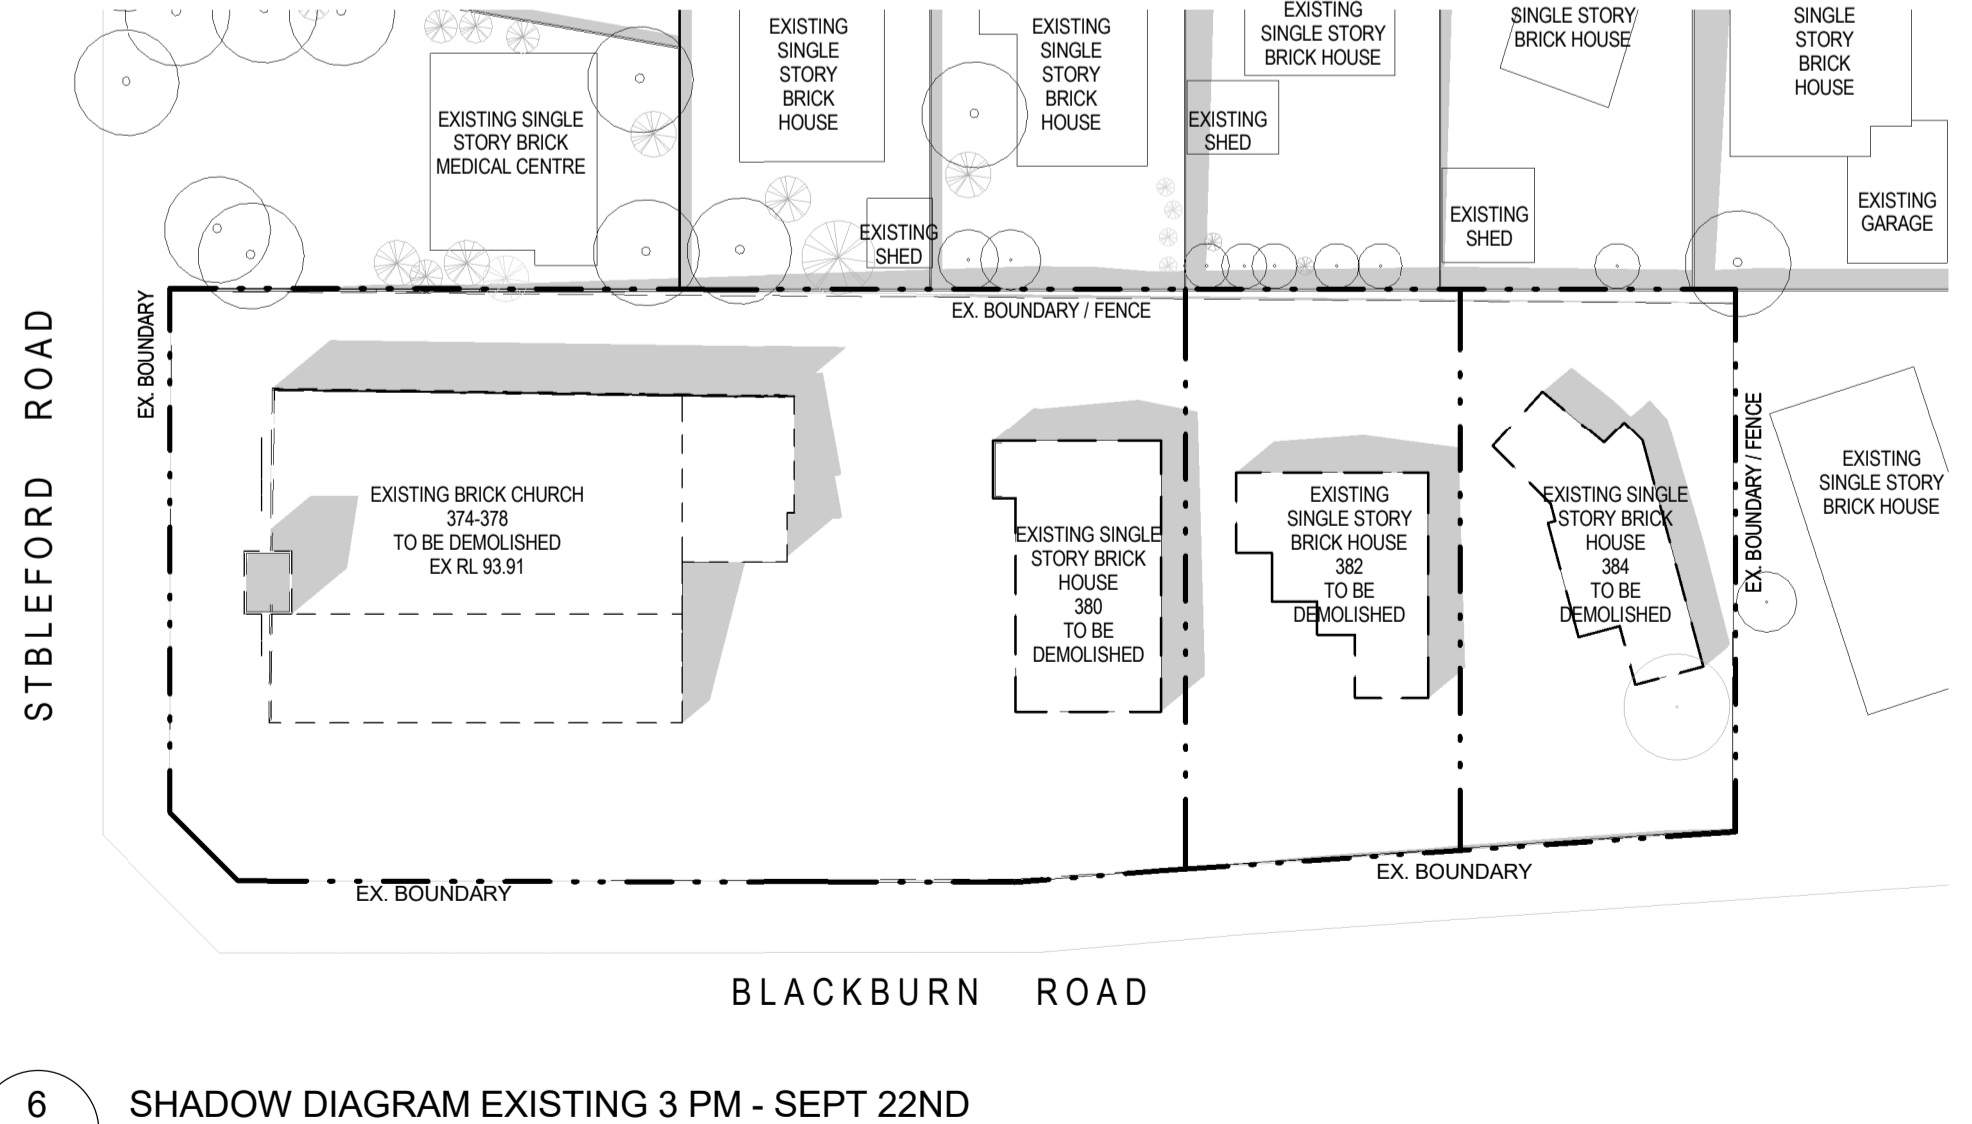 EXISTING
SINGLE
STORY
BRICK
HOUSE
EXISTING
SINGLE
STORY
BRICK
HOUSE
EXISTING
SINGLE STORY
BRICK HOUSE
SINGLE STORY
BRICK HOUSE
SINGLE
STORY
BRICK
HOUSE
EXISTING SINGLE
STORY BRICK
MEDICAL CENTRE
EXISTING
SHED
EXISTING
SHED
EXISTING
SHED
EXISTING
GARAGE
EX. BOUNDARY / FENCE
EX. BOUNDARY
STBLEFORD ROAD
EXISTING BRICK CHURCH
374-378
TO BE DEMOLISHED
EX RL 93.91
EXISTING SINGLE
STORY BRICK
HOUSE
380
TO BE
DEMOLISHED
EXISTING
SINGLE STORY
BRICK HOUSE
382
TO BE
DEMOLISHED
EXISTING SINGLE
STORY BRICK
HOUSE
384
TO BE
DEMOLISHED
EX. BOUNDARY / FENCE
EXISTING
SINGLE STORY
BRICK HOUSE
EX. BOUNDARY
EX. BOUNDARY
BLACKBURN ROAD
6
SHADOW DIAGRAM EXISTING 3 PM - SEPT 22ND